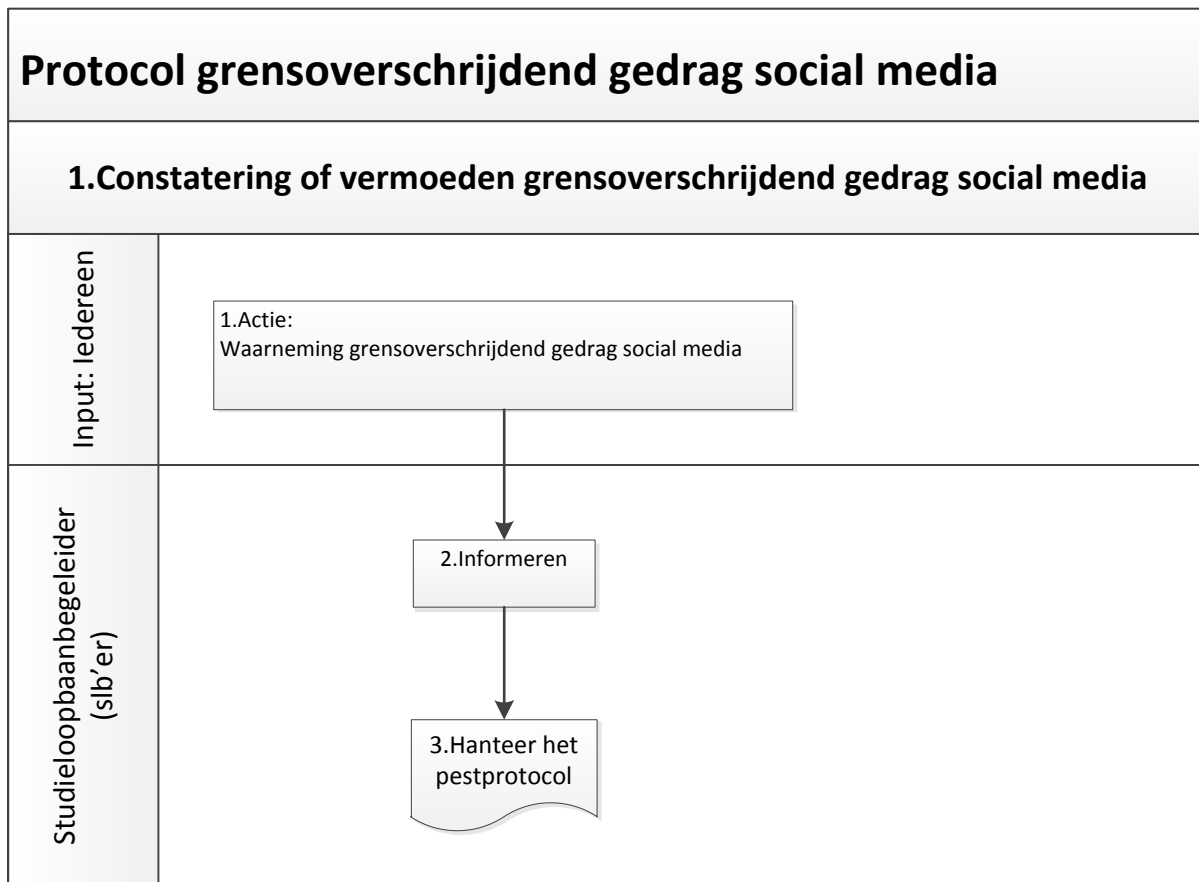 Protocol grensoverschrijdend gedrag social media
1.Constatering of vermoeden grensoverschrijdend gedrag social media
Input: Iedereen
1.Actie:
Waarneming grensoverschrijdend gedrag social media
Studieloopbaanbegeleider
(slb’er)
2.Informeren
3.Hanteer het
pestprotocol